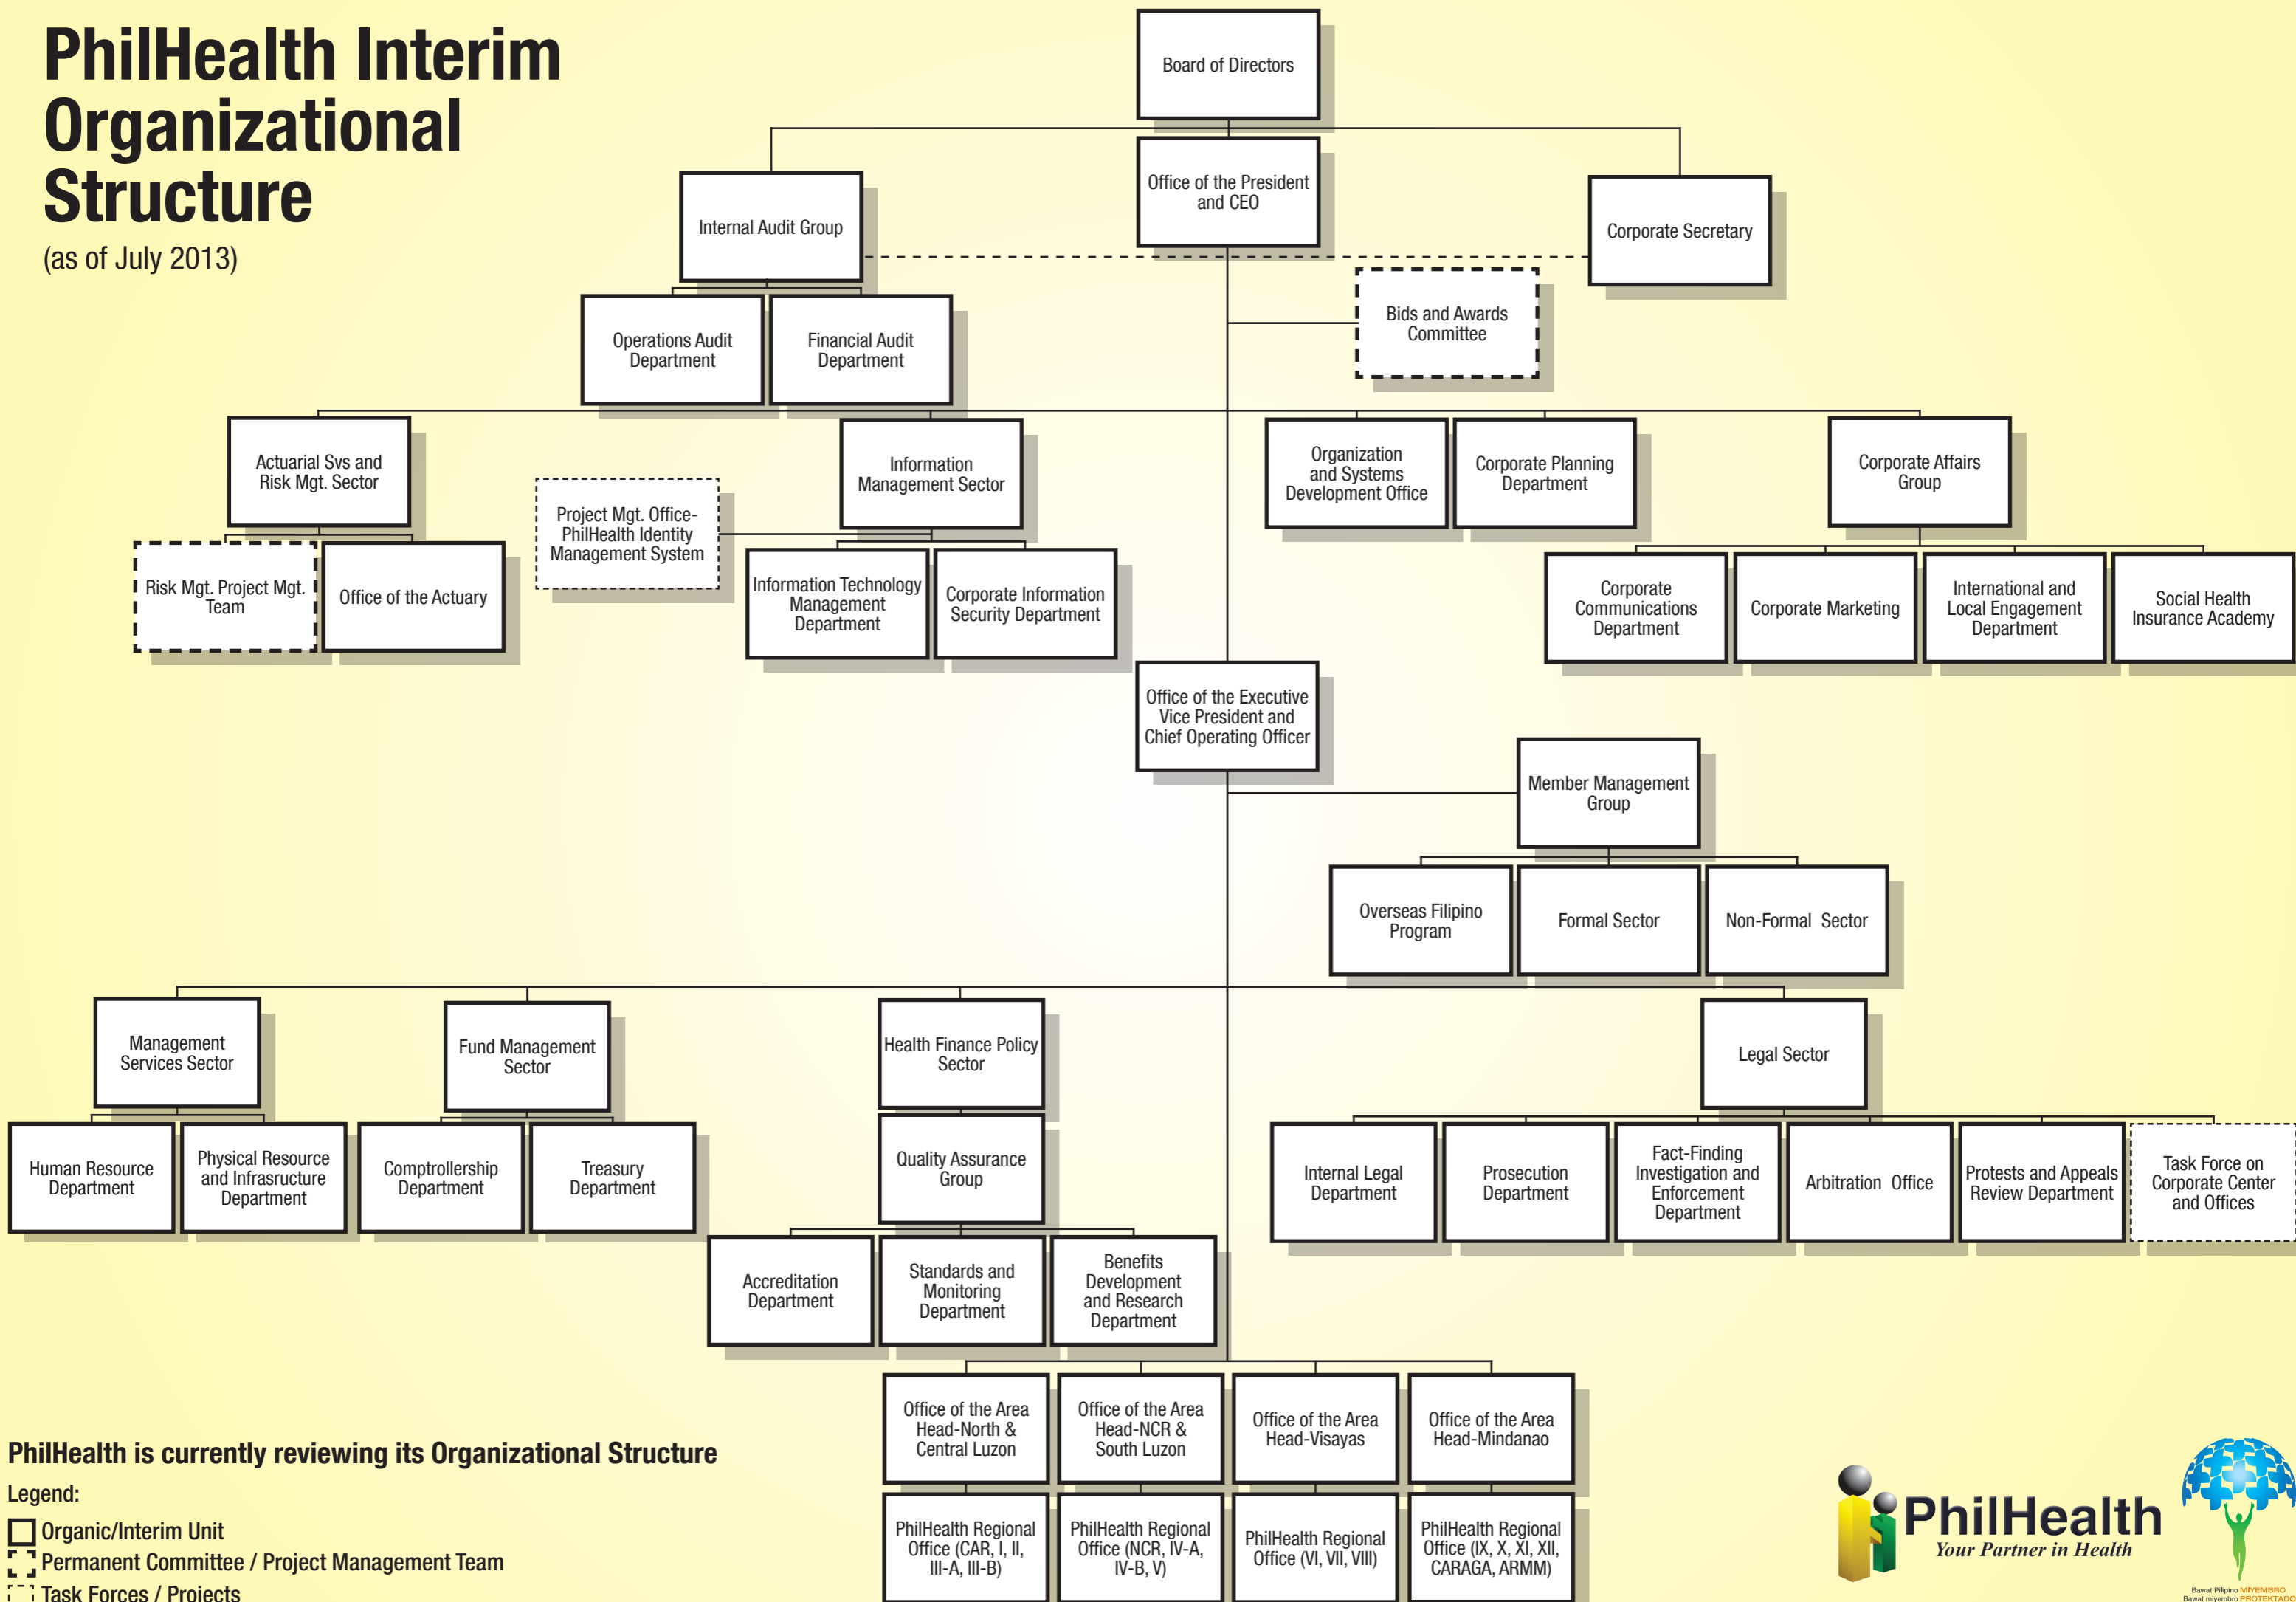 PhilHealth Interim
Organizational
Structure
(as of July 2013)
Board of Directors
Internal Audit Group
Office of the President
and CEO
Corporate Secretary
Operations Audit
Department
Financial Audit
Department
Bids and Awards
Committee
Actuarial Svs and
Risk Mgt. Sector
Information
Management Sector
Organization
and Systems
Development Office
Corporate Planning
Department
Corporate Affairs
Group
Risk Mgt. Project Mgt.
Team
Office of the Actuary
Project Mgt. Office-
PhilHealth Identity
Management System
Information Technology
Management
Department
Corporate Information
Security Department
Corporate
Communications
Department
Corporate Marketing
International and
Local Engagement
Department
Social Health
Insurance Academy
Office of the Executive
Vice President and
Chief Operating Officer
Member Management
Group
Overseas Filipino
Program
Formal Sector
Non-Formal Sector
Management
Services Sector
Fund Management
Sector
Health Finance Policy
Sector
Legal Sector
Human Resource
Department
Physical Resource
and Infrasructure
Department
Comptrollership
Department
Treasury
Department
Quality Assurance
Group
Internal Legal
Department
Prosecution
Department
Fact-Finding
Investigation and
Enforcement
Department
Arbitration Office
Protests and Appeals
Review Department
Task Force on
Corporate Center
and Offices
Accreditation
Department
Standards and
Monitoring
Department
Benefits
Development
and Research
Department
Office of the Area
Head-North &
Central Luzon
Office of the Area
Head-NCR &
South Luzon
Office of the Area
Head-Visayas
Office of the Area
Head-Mindanao
PhilHealth Regional
Office (CAR, I, II,
III-A, III-B)
PhilHealth Regional
Office (NCR, IV-A,
IV-B, V)
PhilHealth Regional
Office (VI, VII, VIII)
PhilHealth Regional
Office (IX, X, XI, XII,
CARAGA, ARMM)
PhilHealth is currently reviewing its Organizational Structure
Legend:
Organic/Interim Unit
Permanent Committee / Project Management Team
Task Forces / Projects
PhilHealth
Your Partner in Health
Bawat Pilipino MIYEMBRO
Bawat miyembro PROTEKTADO